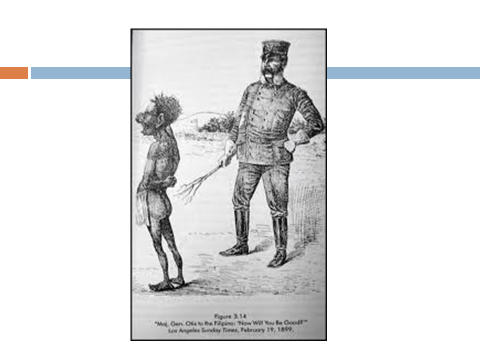 Figure 3.14
"Maj. Gen. Otis to the Filipino: 'Now Will You Be Good?'"
Los Angeles Sunday Times, February 19, 1899.